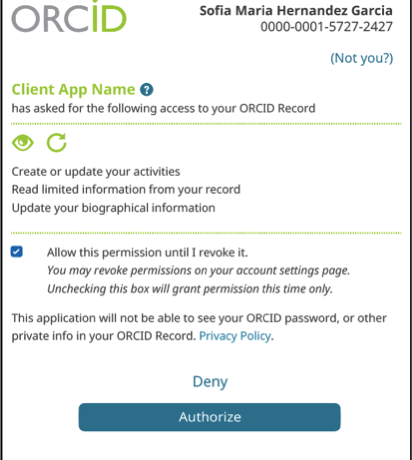 ORCID
Sofia Maria Hernandez Garcia
0000-0001-5727-2427
(Not you?)
Client App Name ?
has asked for the following access to your ORCID Record
Create or update your activities
Read limited information from your record
Update your biographical information
Allow this permission until I revoke it.
You may revoke permissions on your account settings page.
Unchecking this box will grant permission this time only.
This application will not be able to see your ORCID password, or other
private info in your ORCID Record. Privacy Policy.
Deny
Authorize